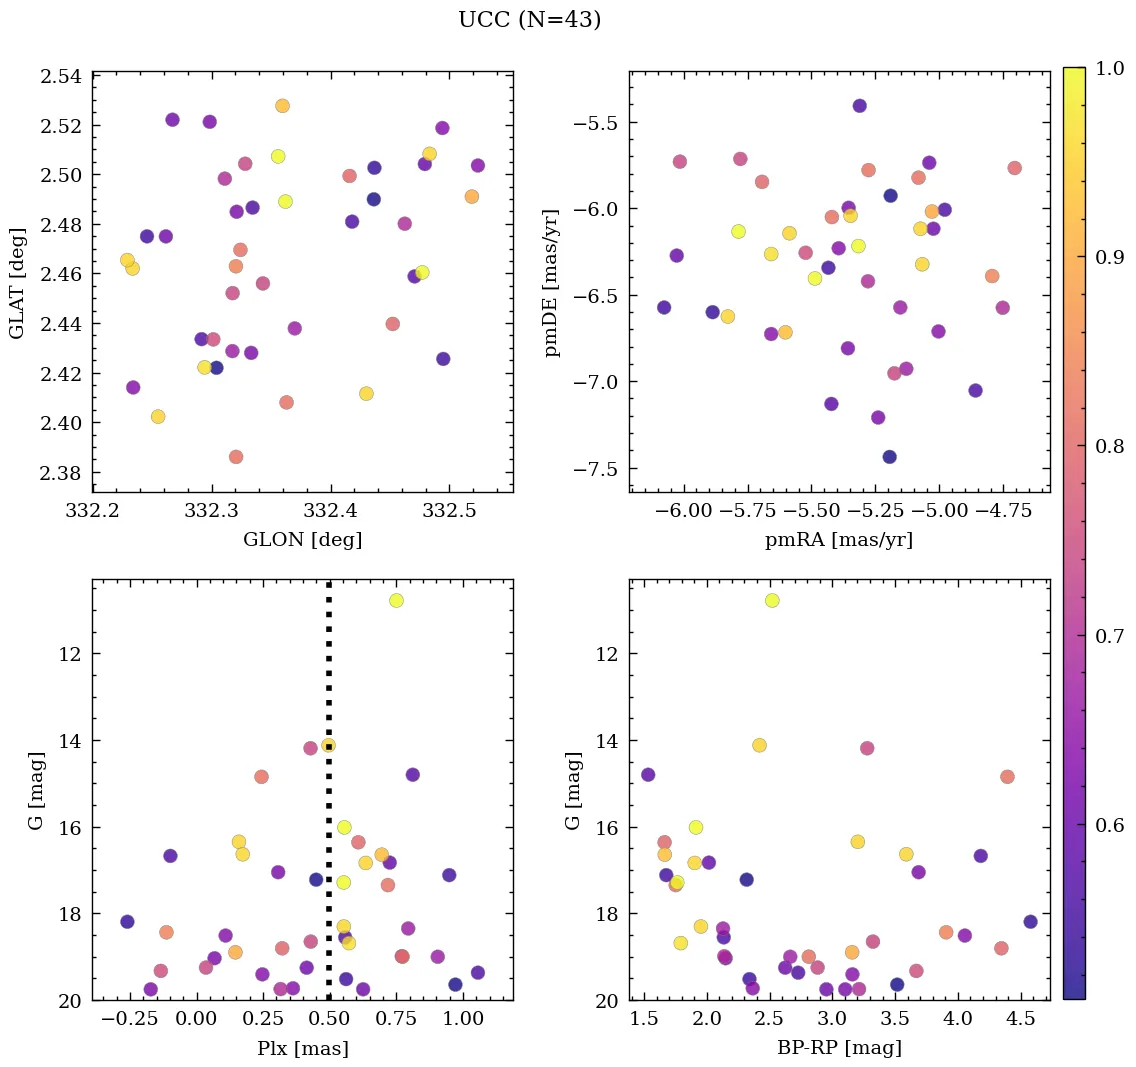 UCC (N=43)
2.54
2.52
2.50
2.48
2.46
2.44
2.42
2.40
2.38
GLAT [deg]
332.2 332.3 332.4 332.5
GLON [deg]
−5.5
−6.0
−6.5
−7.0
−7.5
pmDE [mas/yr]
−6.00 −5.75 −5.50 −5.25 −5.00 −4.75
pmRA [mas/yr]
1.0
0.9
0.8
0.7
0.6
12
14
16
18
20
G [mag]
−0.25 0.00 0.25 0.50 0.75 1.00
Plx [mas]
12
14
16
18
20
G [mag]
1.5 2.0 2.5 3.0 3.5 4.0 4.5
BP-RP [mag]